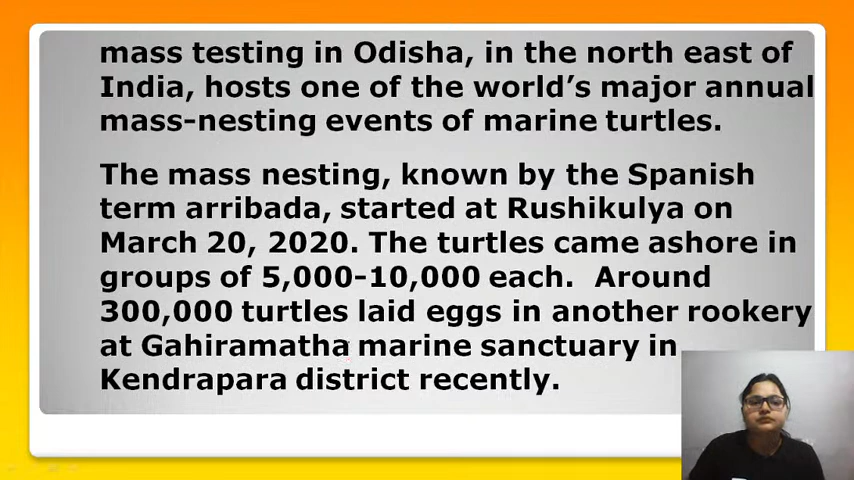 mass testing in Odisha, in the north east of
India, hosts one of the world's major annual
mass-nesting events of marine turtles.
The mass nesting, known by the Spanish
term arribada, started at Rushikulya on
March 20, 2020. The turtles came ashore in
groups of 5,000-10,000 each.  Around
300,000 turtles laid eggs in another rookery
at Gahiramatha marine sanctuary in
Kendrapara district recently.